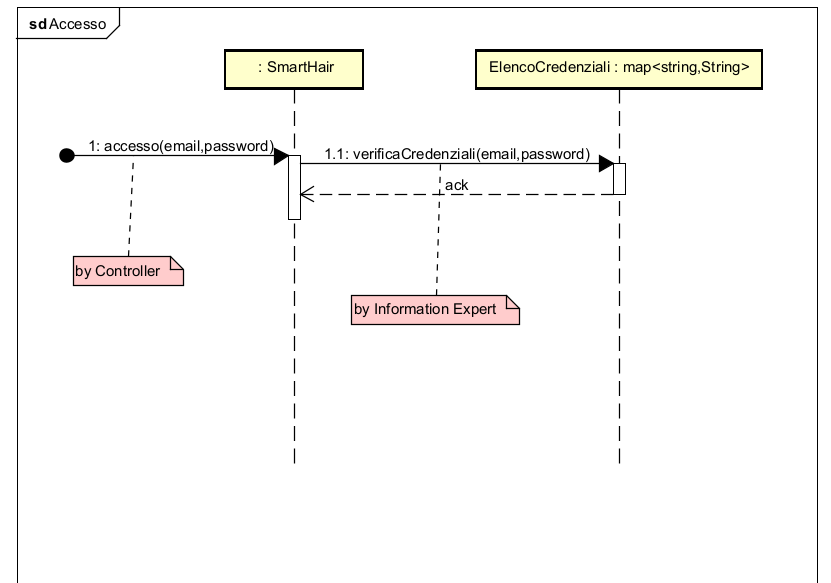 sd Accesso
: SmartHair
ElencoCredenziali : map<string,String>
1: accesso(email,password)
1.1: verificaCredenziali(email,password)
ack
by Controller
by Information Expert